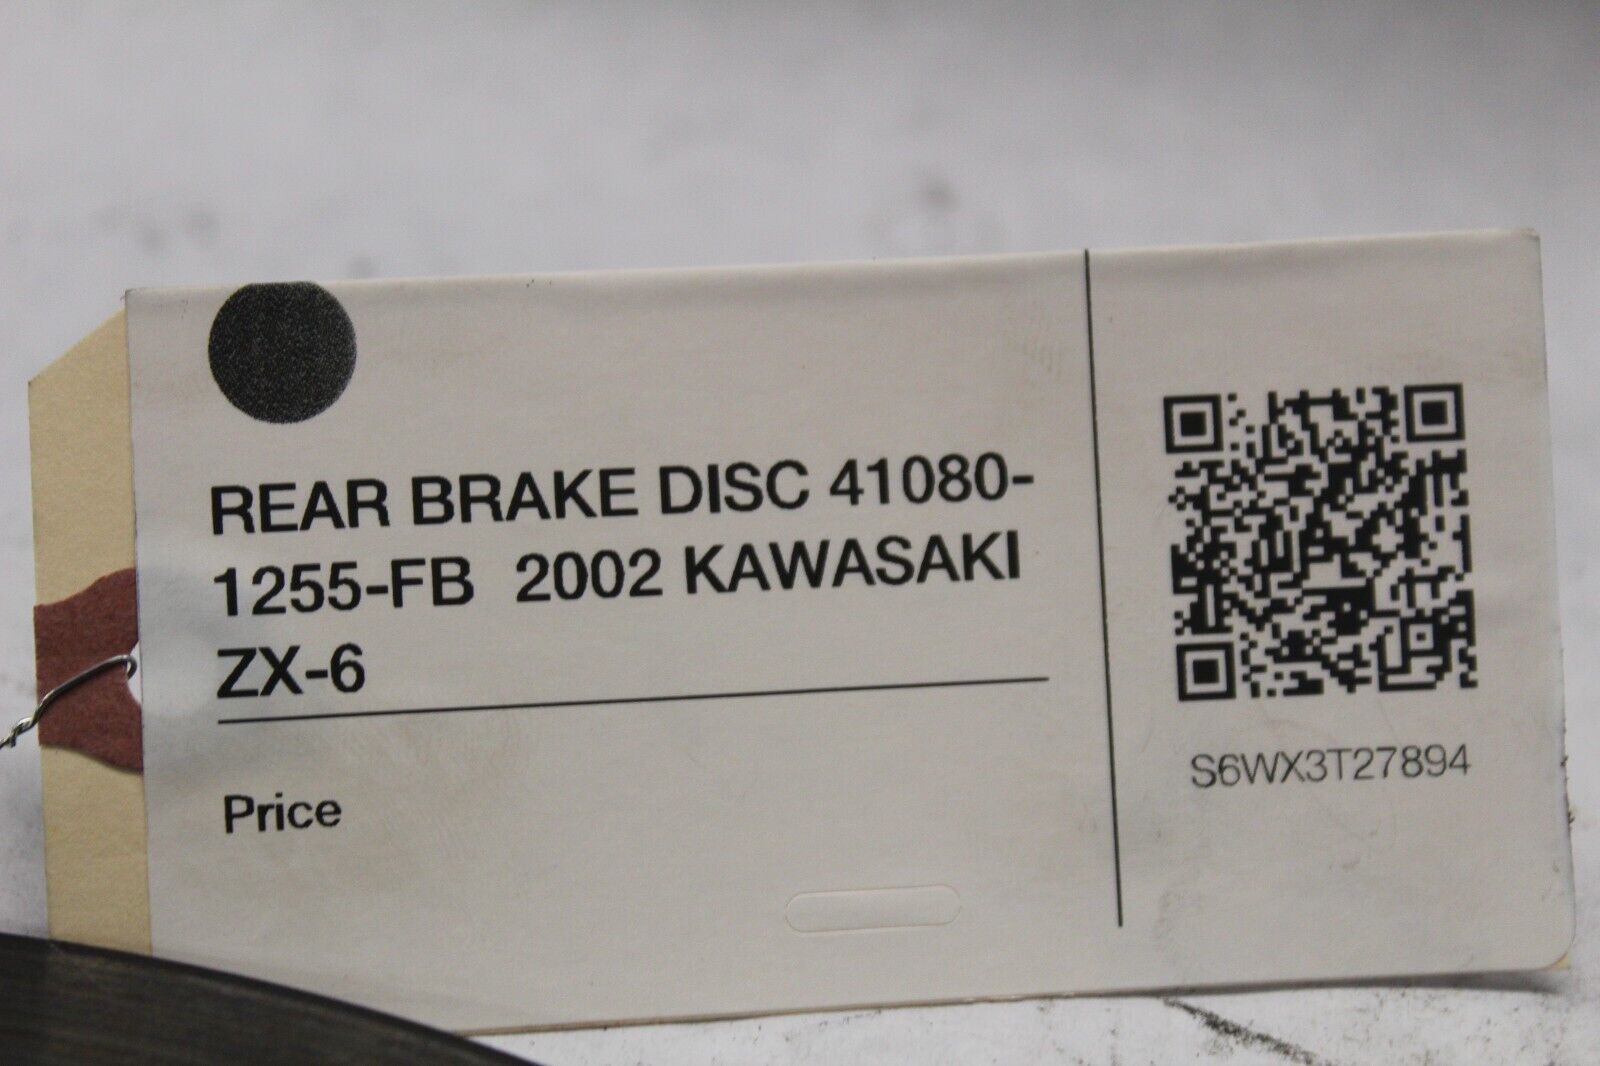 REAR BRAKE DISC 41080-
1255-FB 2002 KAWASAKI
ZX-6
Price
S6WX3T27894